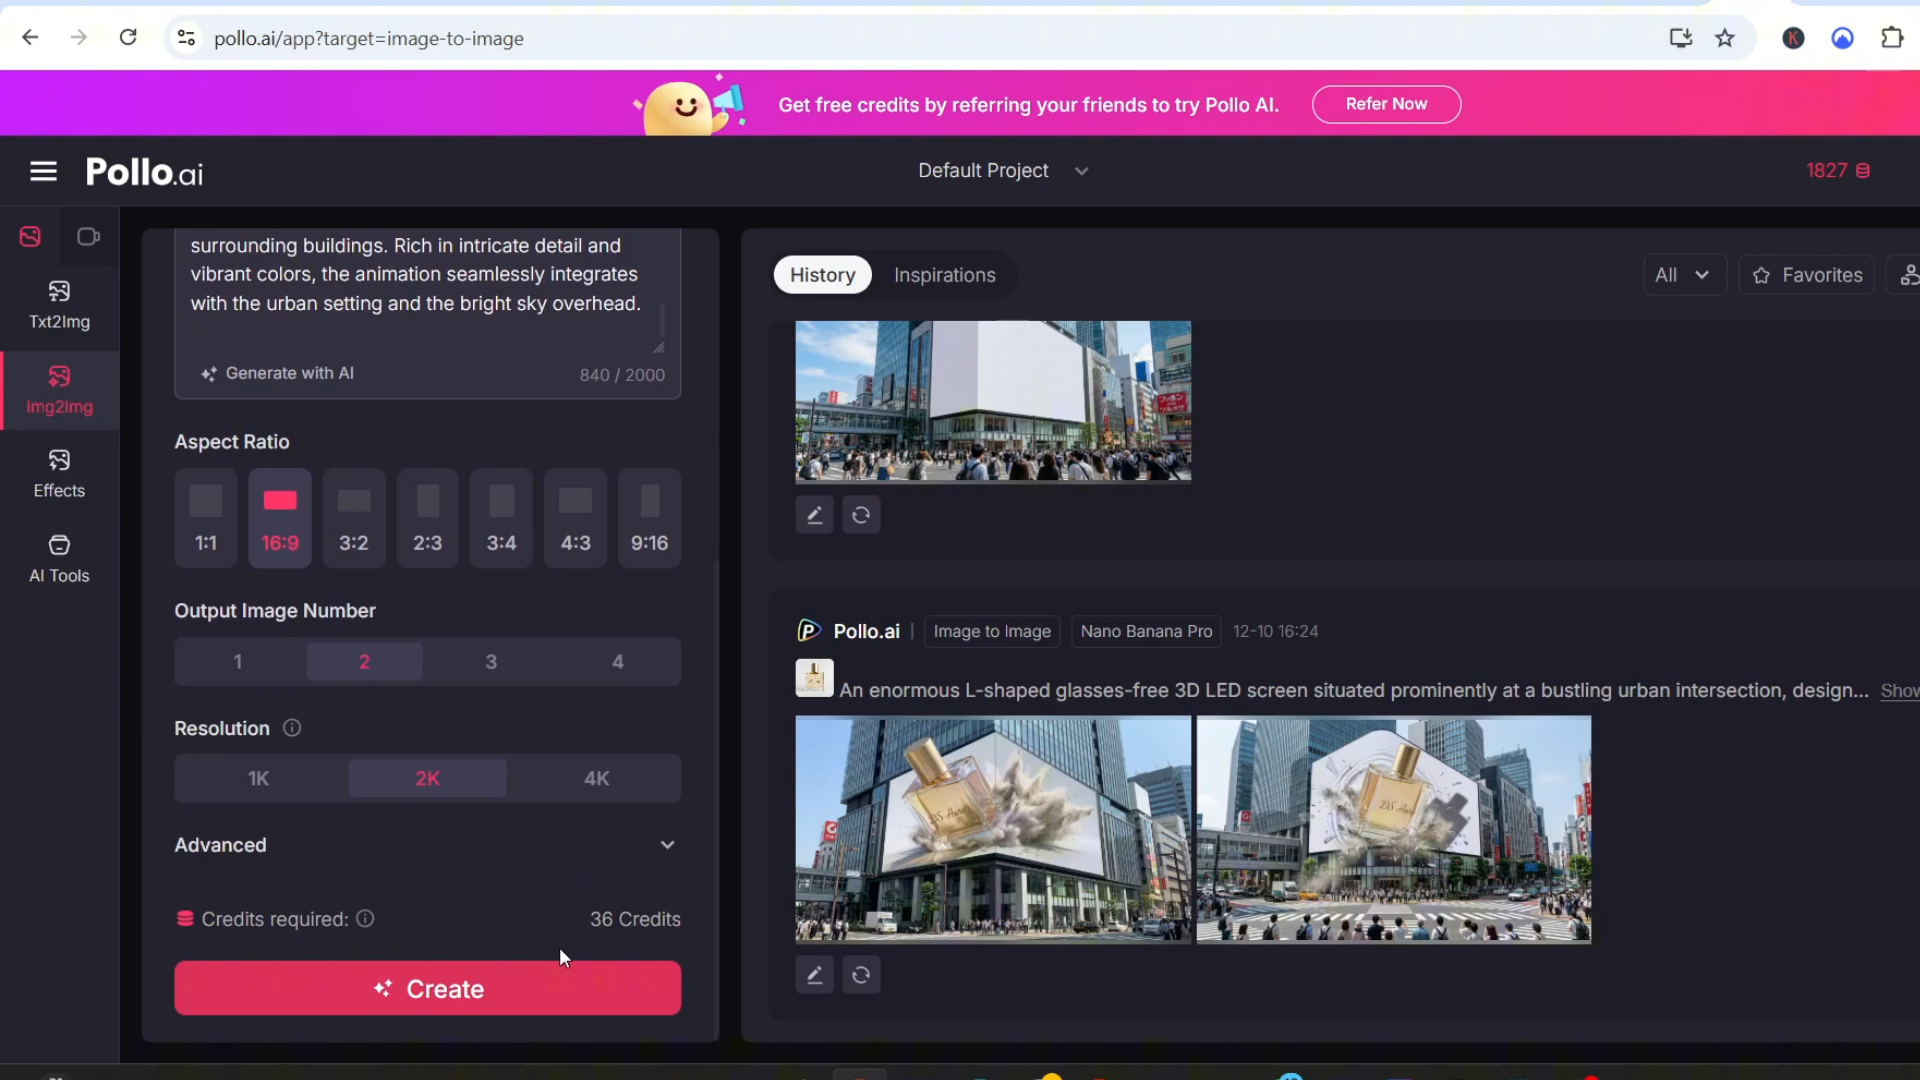 pollo.ai/app?target=image-to-image
K
Get free credits by referring your friends to try Pollo AI.
Refer Now
Pollo.ai
Default Project
1827
Txt2Img
Img2Img
Effects
AI Tools
surrounding buildings. Rich in intricate detail and
vibrant colors, the animation seamlessly integrates
with the urban setting and the bright sky overhead.
Generate with AI
840 / 2000
Aspect Ratio
1:1
16:9
3:2
2:3
3:4
4:3
9:16
Output Image Number
1
2
3
4
Resolution
1K
2K
4K
Advanced
Credits required:
36 Credits
Create
History
Inspirations
All
Favorites
Pollo.ai
Image to Image
Nano Banana Pro
12-10 16:24
An enormous L-shaped glasses-free 3D LED screen situated prominently at a bustling urban intersection, design...
Show